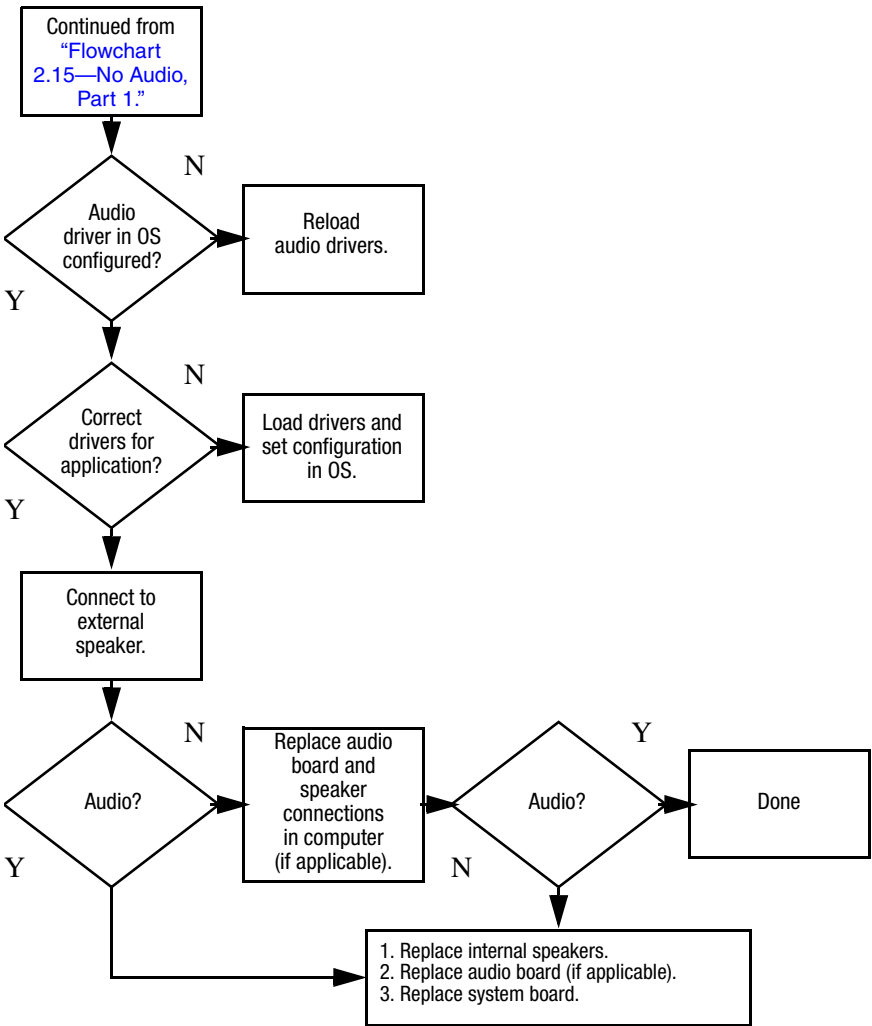 Continued from
“Flowchart
2.15—No Audio,
Part 1.”
N
Audio
driver in OS
configured?
Reload
audio drivers.
Y
N
Correct
drivers for
application?
Load drivers and
set configuration
in OS.
Y
Connect to
external
speaker.
N
Audio?
Replace audio
board and
speaker
connections
in computer
(if applicable).
Y
Audio?
Done
Y
N
1. Replace internal speakers.
2. Replace audio board (if applicable).
3. Replace system board.